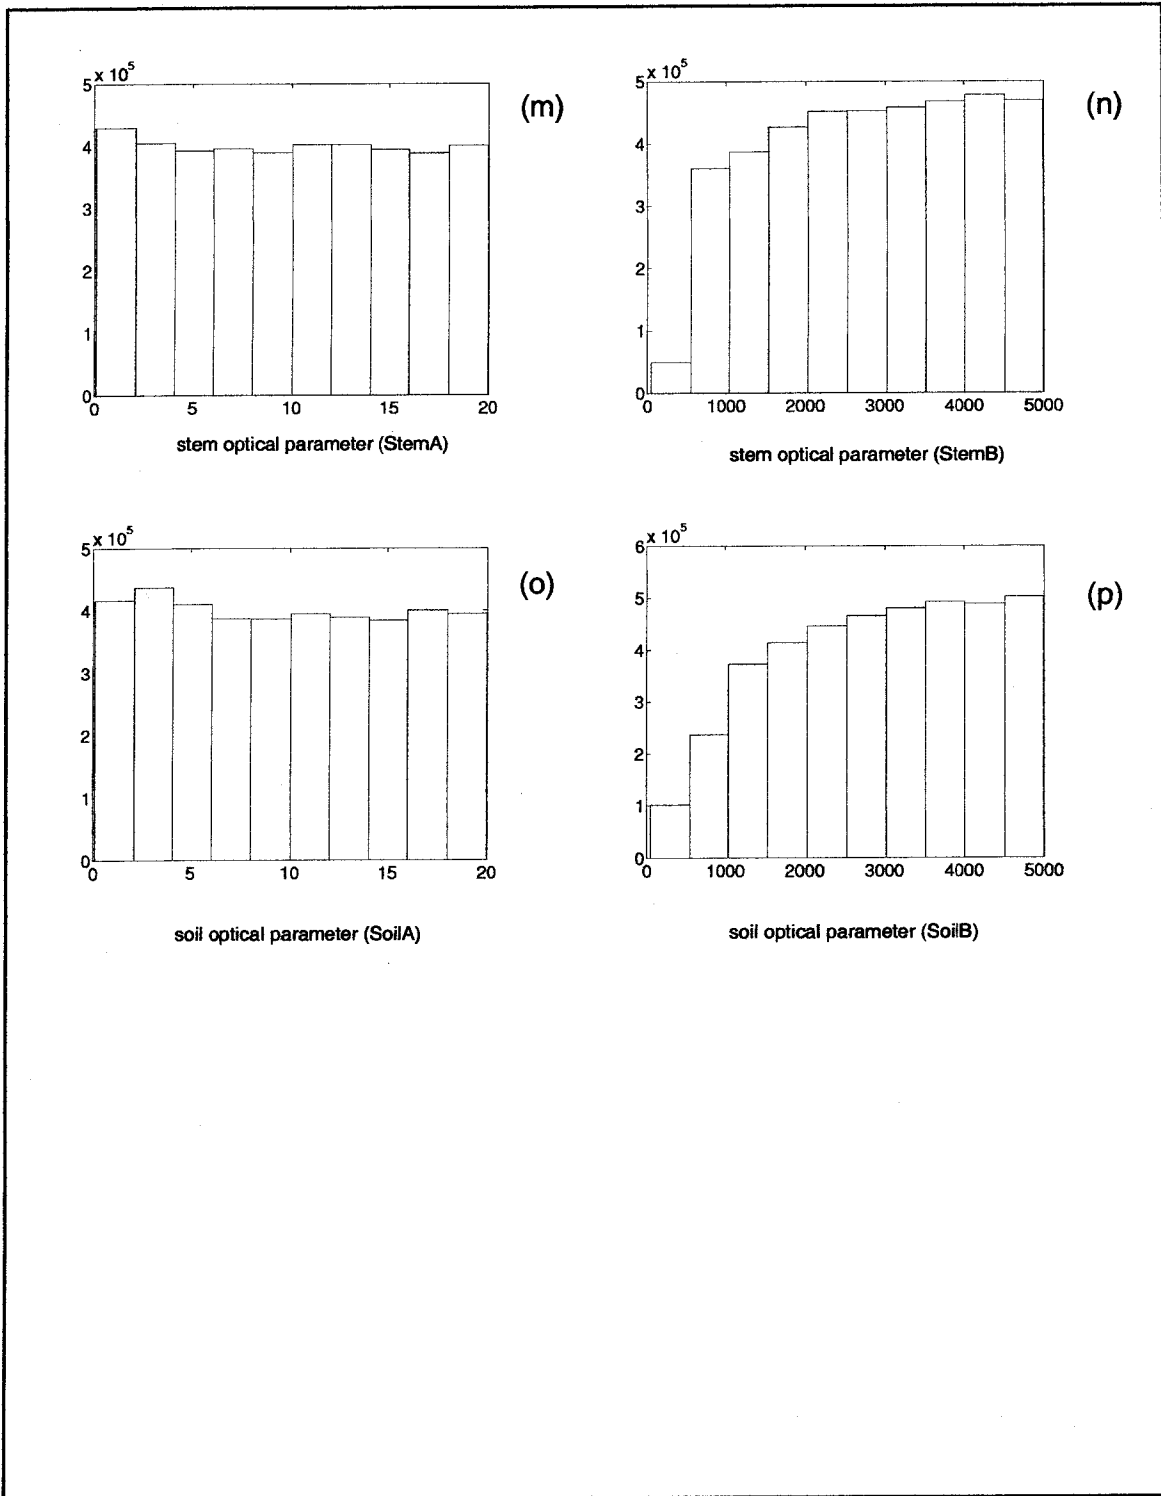 x 10^5
5
4
3
2
1
0
0 5 10 15 20
stem optical parameter (StemA)
(m)
x 10^5
5
4
3
2
1
0
0 1000 2000 3000 4000 5000
stem optical parameter (StemB)
(n)
x 10^5
5
4
3
2
1
0
0 5 10 15 20
soil optical parameter (SoilA)
(o)
x 10^5
6
5
4
3
2
1
0
0 1000 2000 3000 4000 5000
soil optical parameter (SoilB)
(p)